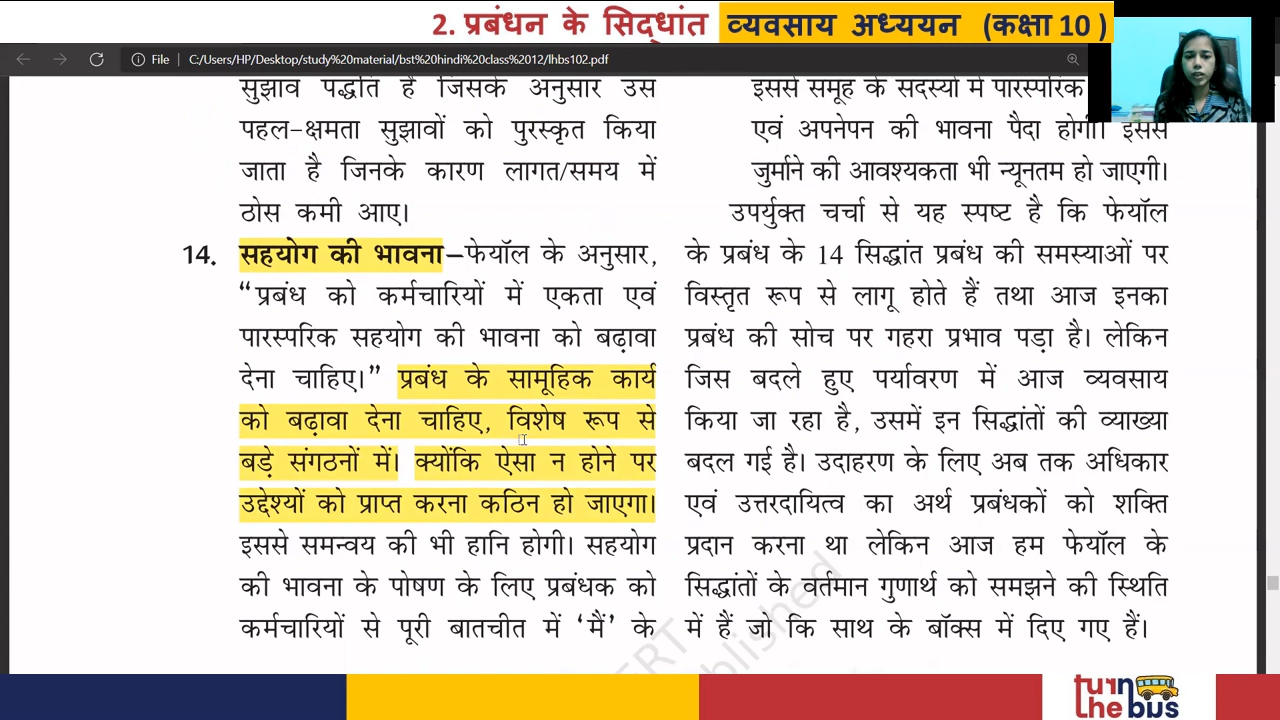 2. प्रबंधन के सिद्धांत व्यवसाय अध्ययन (कक्षा 10 )
File C:/Users/HP/Desktop/study%20material/bst%20hindi%20class%2012/lhbs102.pdf
सुझाव पद्धति है जिसके अनुसार उस
पहल–क्षमता सुझावों को पुरस्कृत किया
जाता है जिनके कारण लागत/समय में
ठोस कमी आए।
14. सहयोग की भावना–फेयॉल के अनुसार,
“प्रबंध को कर्मचारियों में एकता एवं
पारस्परिक सहयोग की भावना को बढ़ावा
देना चाहिए।” प्रबंध के सामूहिक कार्य
को बढ़ावा देना चाहिए, विशेष रूप से
बड़े संगठनों में। क्योंकि ऐसा न होने पर
उद्देश्यों को प्राप्त करना कठिन हो जाएगा।
इससे समन्वय की भी हानि होगी। सहयोग
की भावना के पोषण के लिए प्रबंधक को
कर्मचारियों से पूरी बातचीत में ‘मैं’ के
इससे समूह के सदस्यों में पारस्परिक
एवं अपनेपन की भावना पैदा होगी। इससे
जुर्माने की आवश्यकता भी न्यूनतम हो जाएगी।
उपर्युक्त चर्चा से यह स्पष्ट है कि फेयॉल
के प्रबंध के 14 सिद्धांत प्रबंध की समस्याओं पर
विस्तृत रूप से लागू होते हैं तथा आज इनका
प्रबंध की सोच पर गहरा प्रभाव पड़ा है। लेकिन
जिस बदले हुए पर्यावरण में आज व्यवसाय
किया जा रहा है, उसमें इन सिद्धांतों की व्याख्या
बदल गई है। उदाहरण के लिए अब तक अधिकार
एवं उत्तरदायित्व का अर्थ प्रबंधकों को शक्ति
प्रदान करना था लेकिन आज हम फेयॉल के
सिद्धांतों के वर्तमान गुणार्थ को समझने की स्थिति
में हैं जो कि साथ के बॉक्स में दिए गए हैं।
turn
the bus